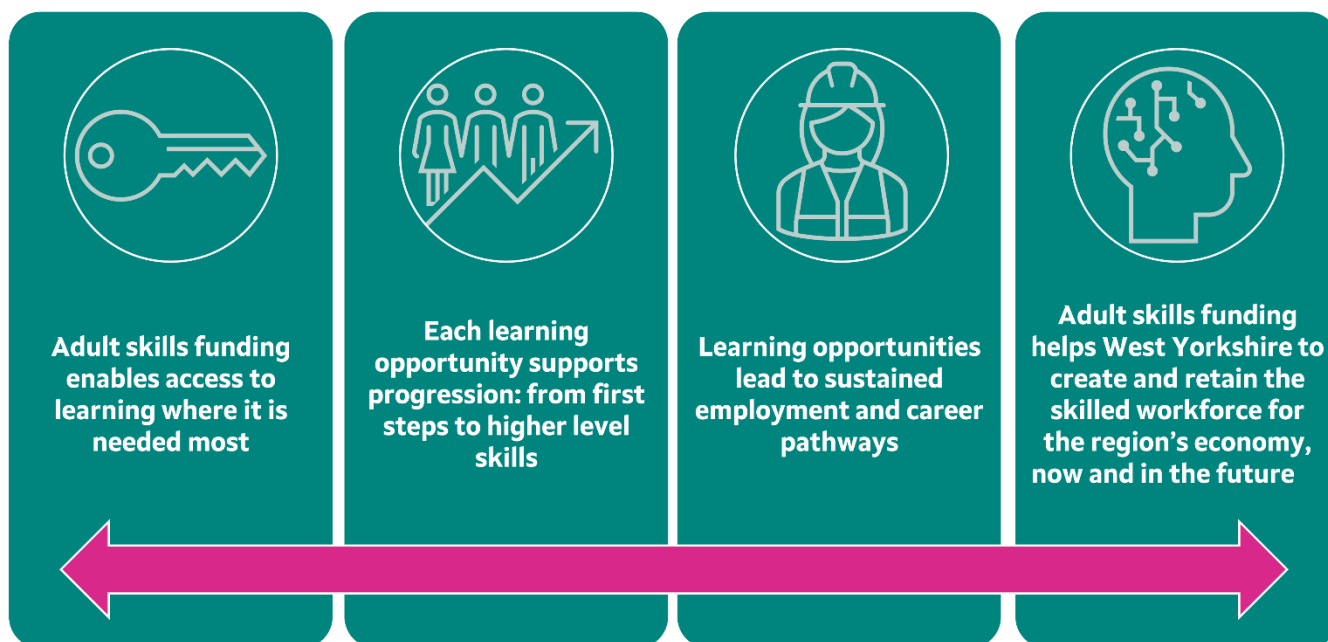 Adult skills funding
enables access to
learning where it is
needed most
Each learning
opportunity supports
progression: from first
steps to higher level
skills
Learning opportunities
lead to sustained
employment and career
pathways
Adult skills funding
helps West Yorkshire to
create and retain the
skilled workforce for
the region’s economy,
now and in the future